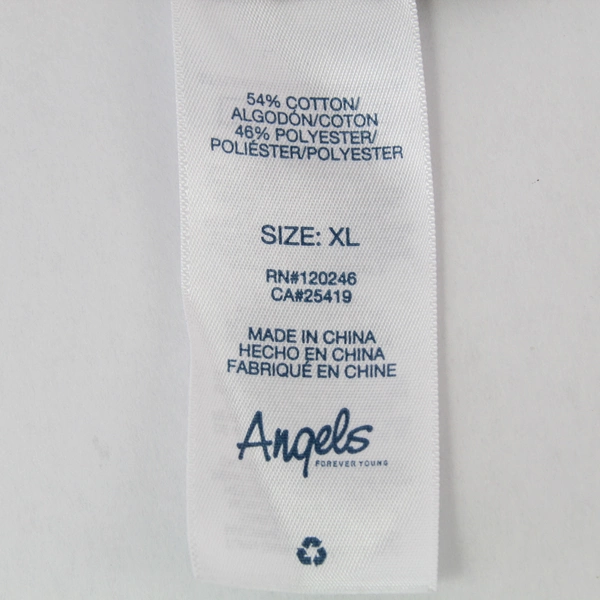 54% COTTON/
ALGODÓN/COTON
46% POLYESTER/
POLIÉSTER/POLYESTER
SIZE: XL
RN#120246
CA#25419
MADE IN CHINA
HECHO EN CHINA
FABRIQUÉ EN CHINE
Angels
FOREVER YOUNG